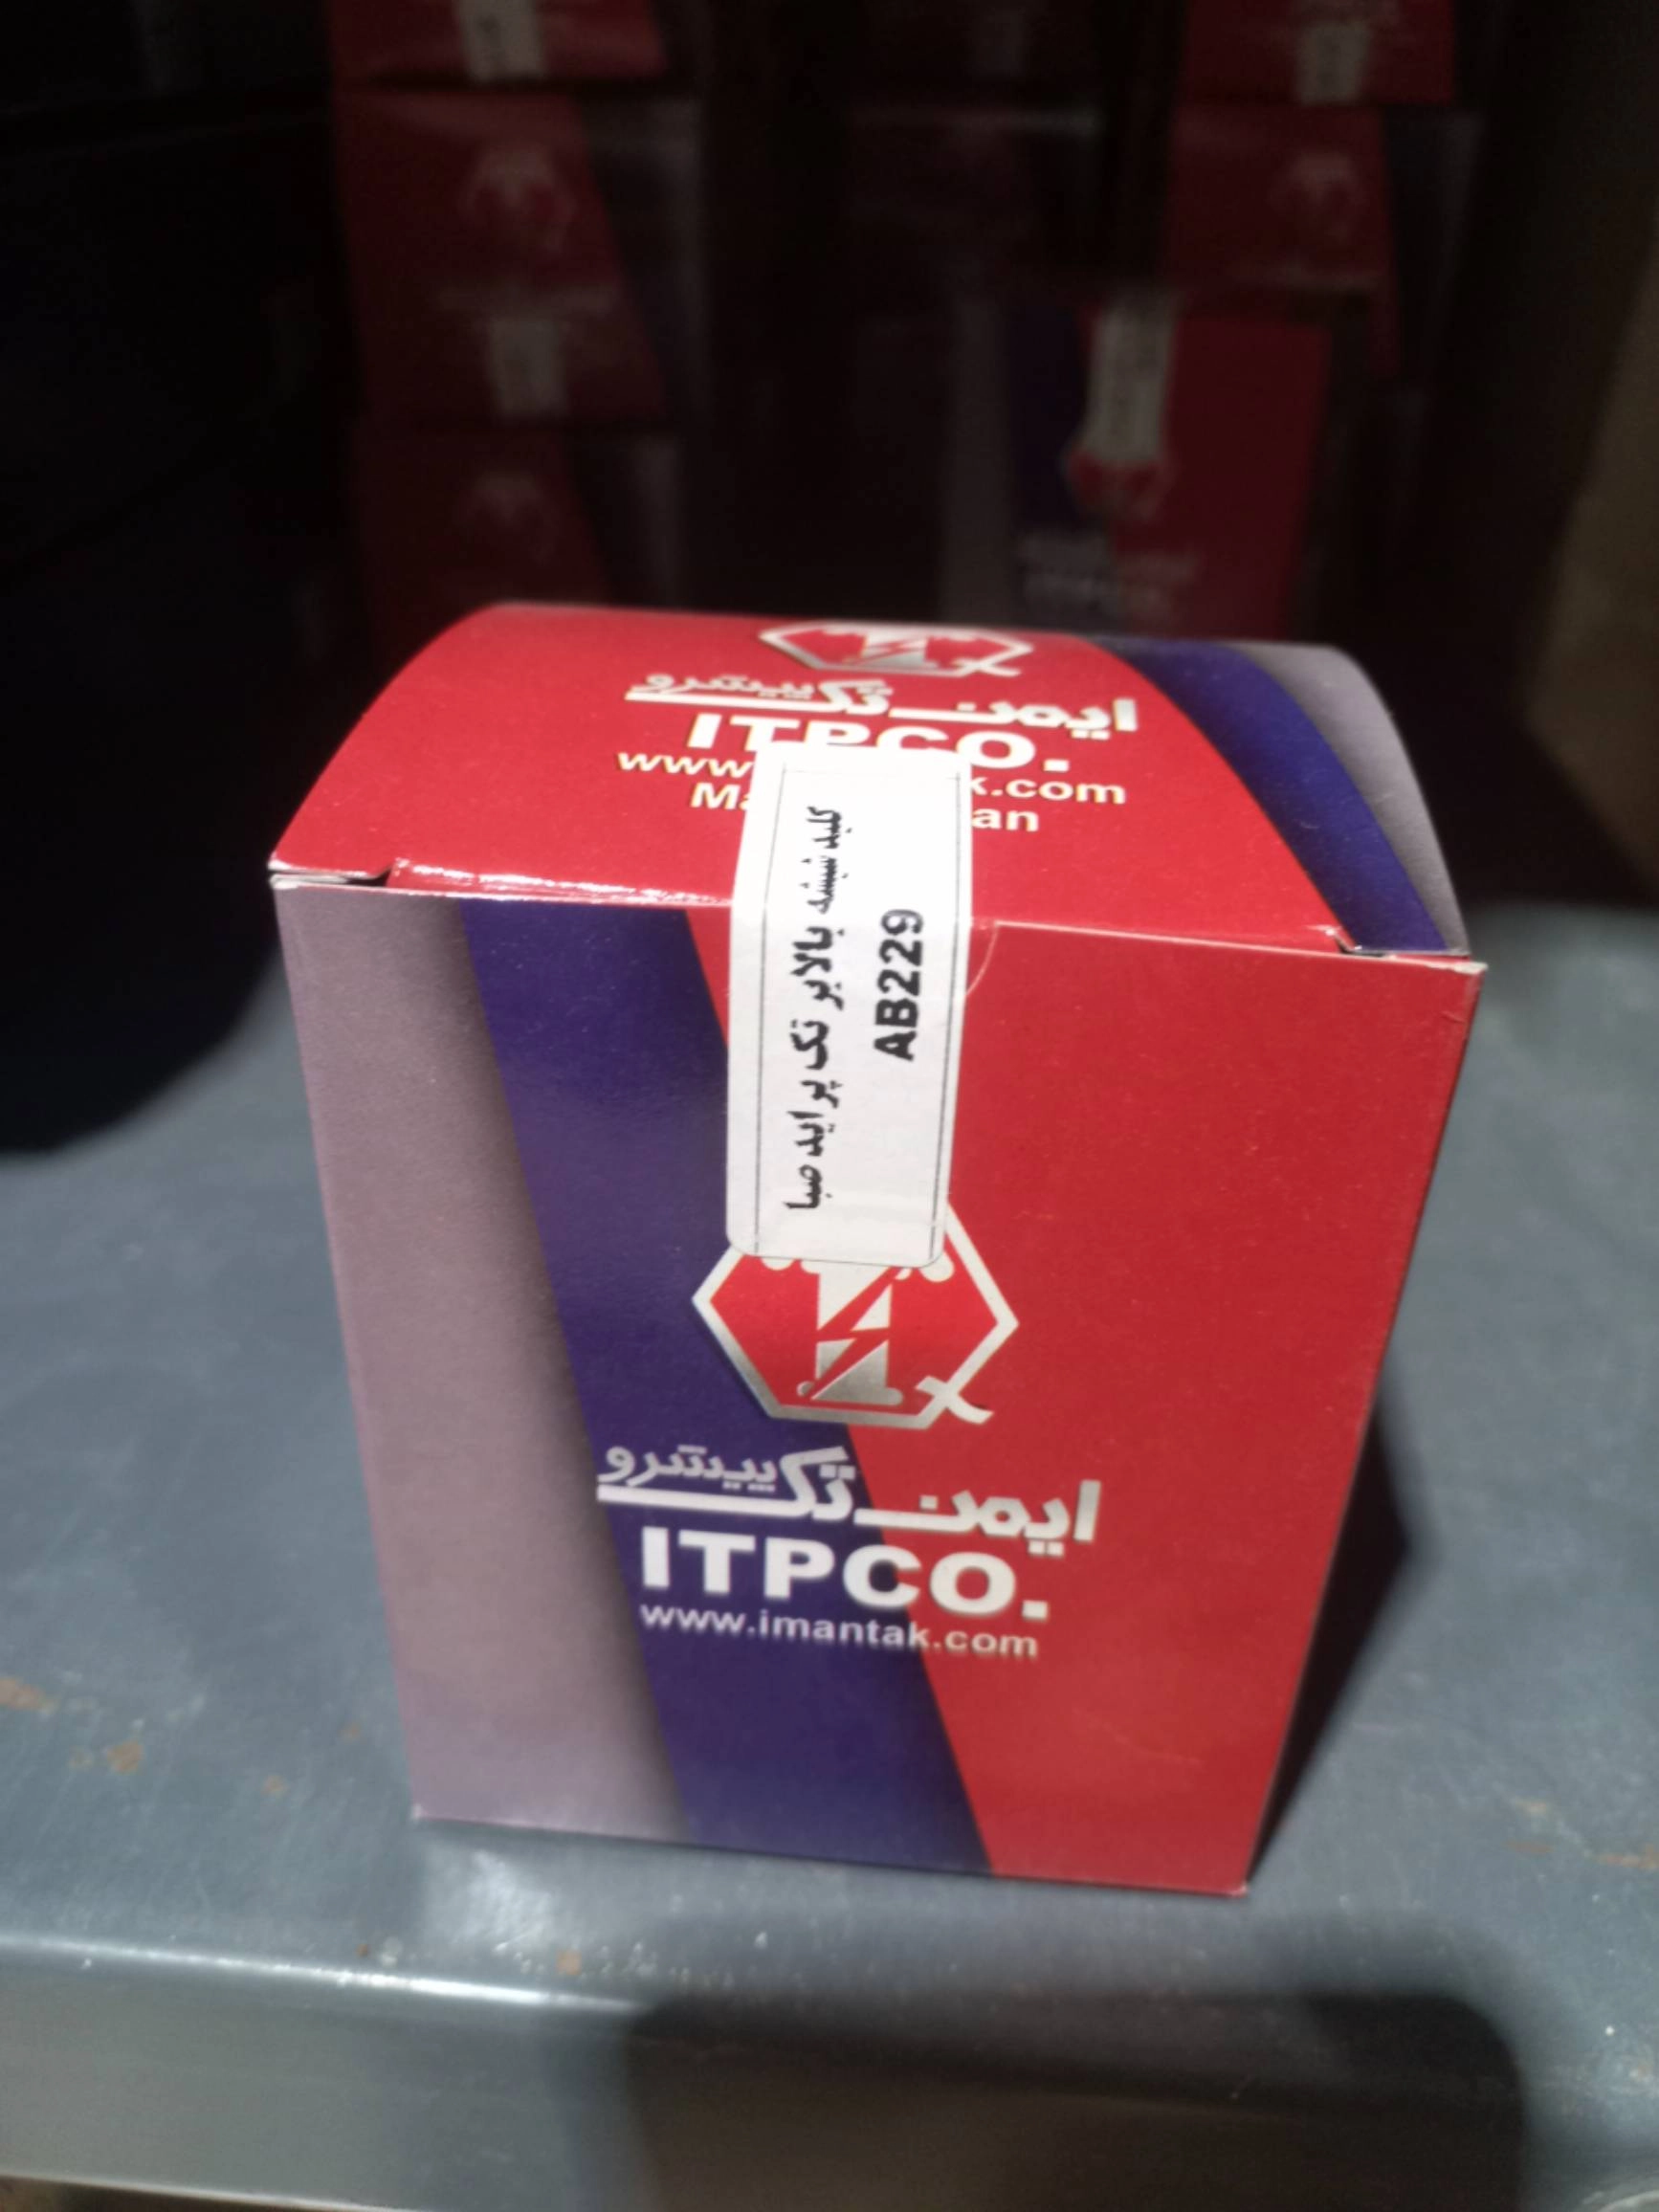 ایمن تک پیشرو
ITPCO.
www k.com
Ma an
کلید شیشه بالابر تک پراید صبا
AB229
ایمن تک پیشرو
ITPCO.
www.imantak.com